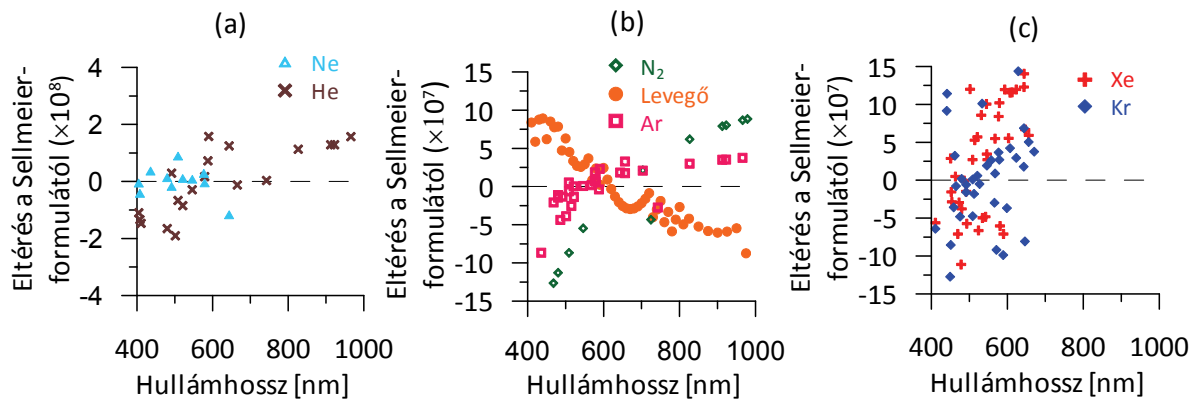 (a)
Eltérés a Sellmeier-
formulától (×10⁸)
4
2
0
-2
-4
Ne
He
400 600 800 1000
Hullámhossz [nm]
(b)
Eltérés a Sellmeier-
formulától (×10⁷)
15
10
5
0
-5
-10
-15
N₂
Levegő
Ar
400 600 800 1000
Hullámhossz [nm]
(c)
Eltérés a Sellmeier-
formulától (×10⁷)
15
10
5
0
-5
-10
-15
Xe
Kr
400 600 800 1000
Hullámhossz [nm]